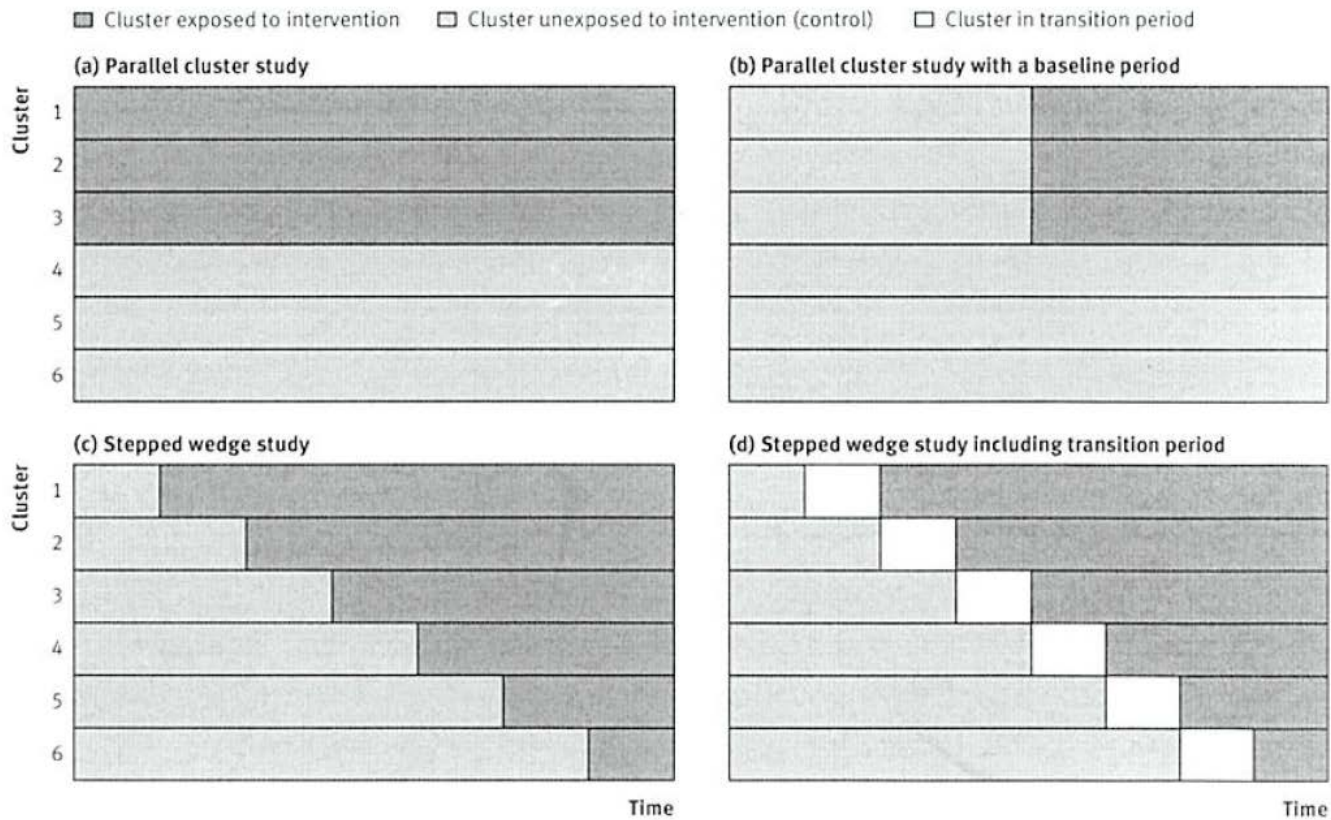 Cluster exposed to intervention Cluster unexposed to intervention (control) Cluster in transition period
(a) Parallel cluster study
Cluster
1
2
3
4
5
6
(b) Parallel cluster study with a baseline period
(c) Stepped wedge study
Cluster
1
2
3
4
5
6
Time
(d) Stepped wedge study including transition period
Time